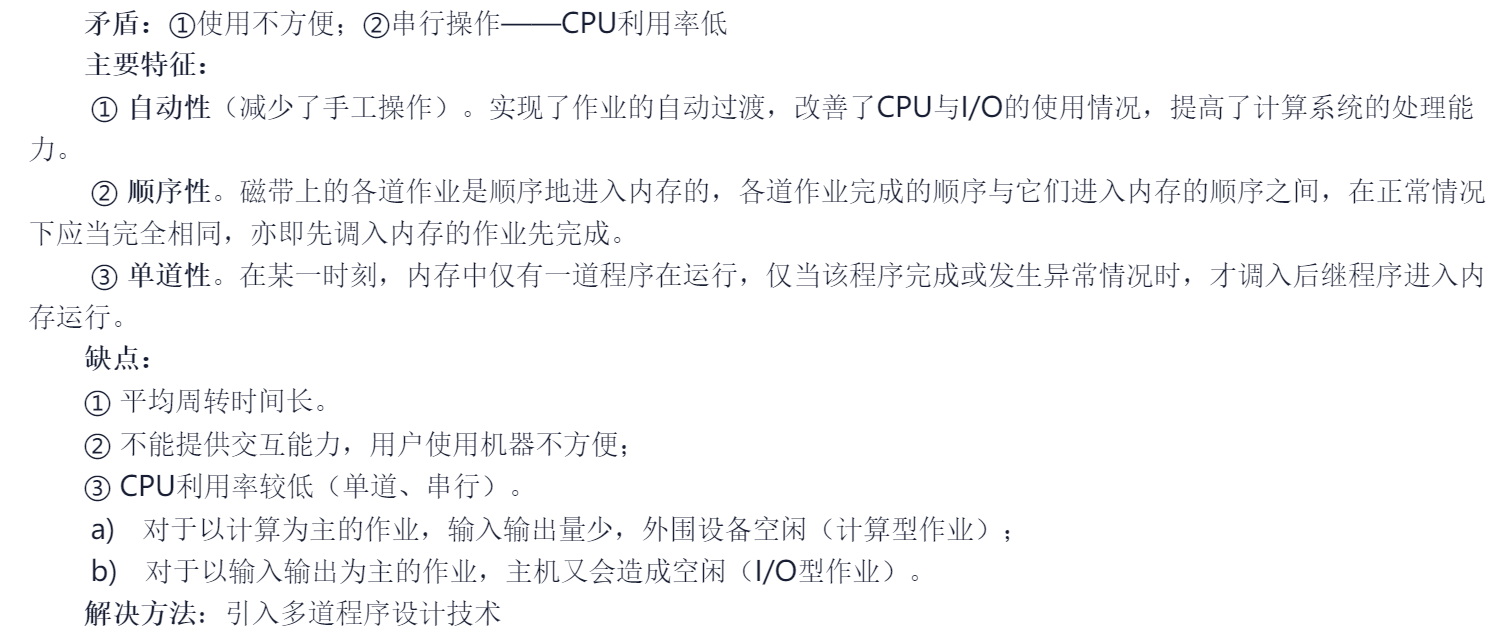 矛盾：①使用不方便；②串行操作——CPU利用率低
主要特征：
① 自动性（减少了手工操作）。实现了作业的自动过渡，改善了CPU与I/O的使用情况，提高了计算系统的处理能
力。
② 顺序性。磁带上的各道作业是顺序地进入内存的，各道作业完成的顺序与它们进入内存的顺序之间，在正常情况
下应当完全相同，亦即先调入内存的作业先完成。
③ 单道性。在某一时刻，内存中仅有一道程序在运行，仅当该程序完成或发生异常情况时，才调入后继程序进入内
存运行。
缺点：
① 平均周转时间长。
② 不能提供交互能力，用户使用机器不方便；
③ CPU利用率较低（单道、串行）。
a) 对于以计算为主的作业，输入输出量少，外围设备空闲（计算型作业）；
b) 对于以输入输出为主的作业，主机又会造成空闲（I/O型作业）。
解决方法：引入多道程序设计技术